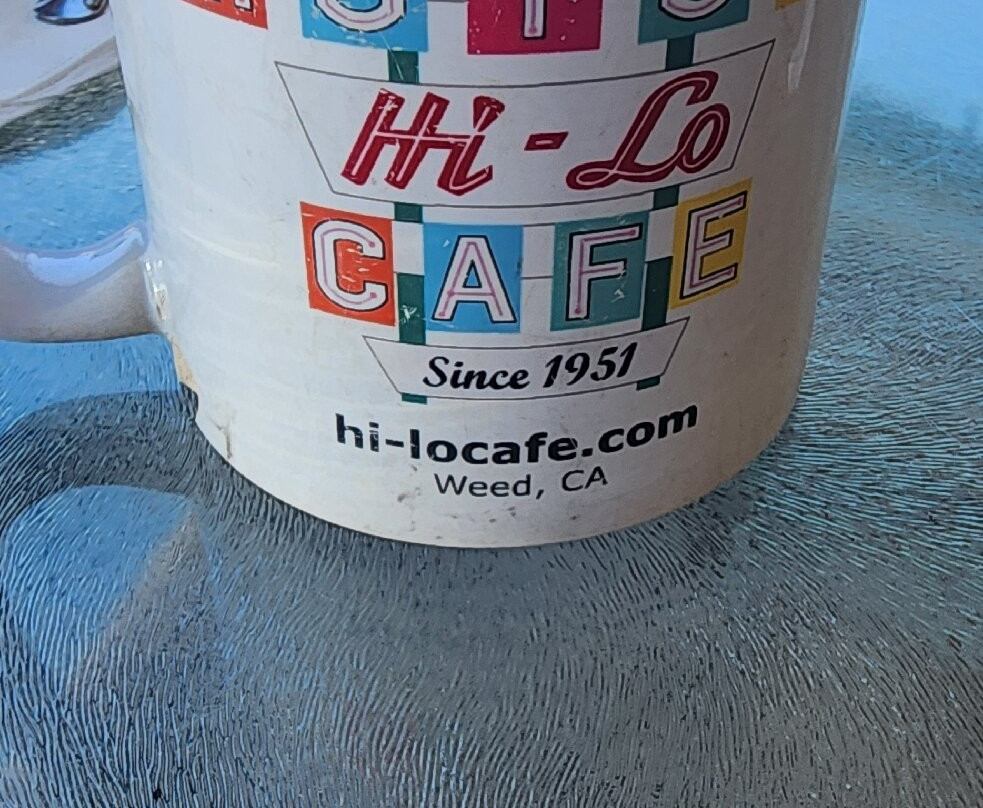 Hi-Lo
CAFE
Since 1951
hi-locafe.com
Weed, CA